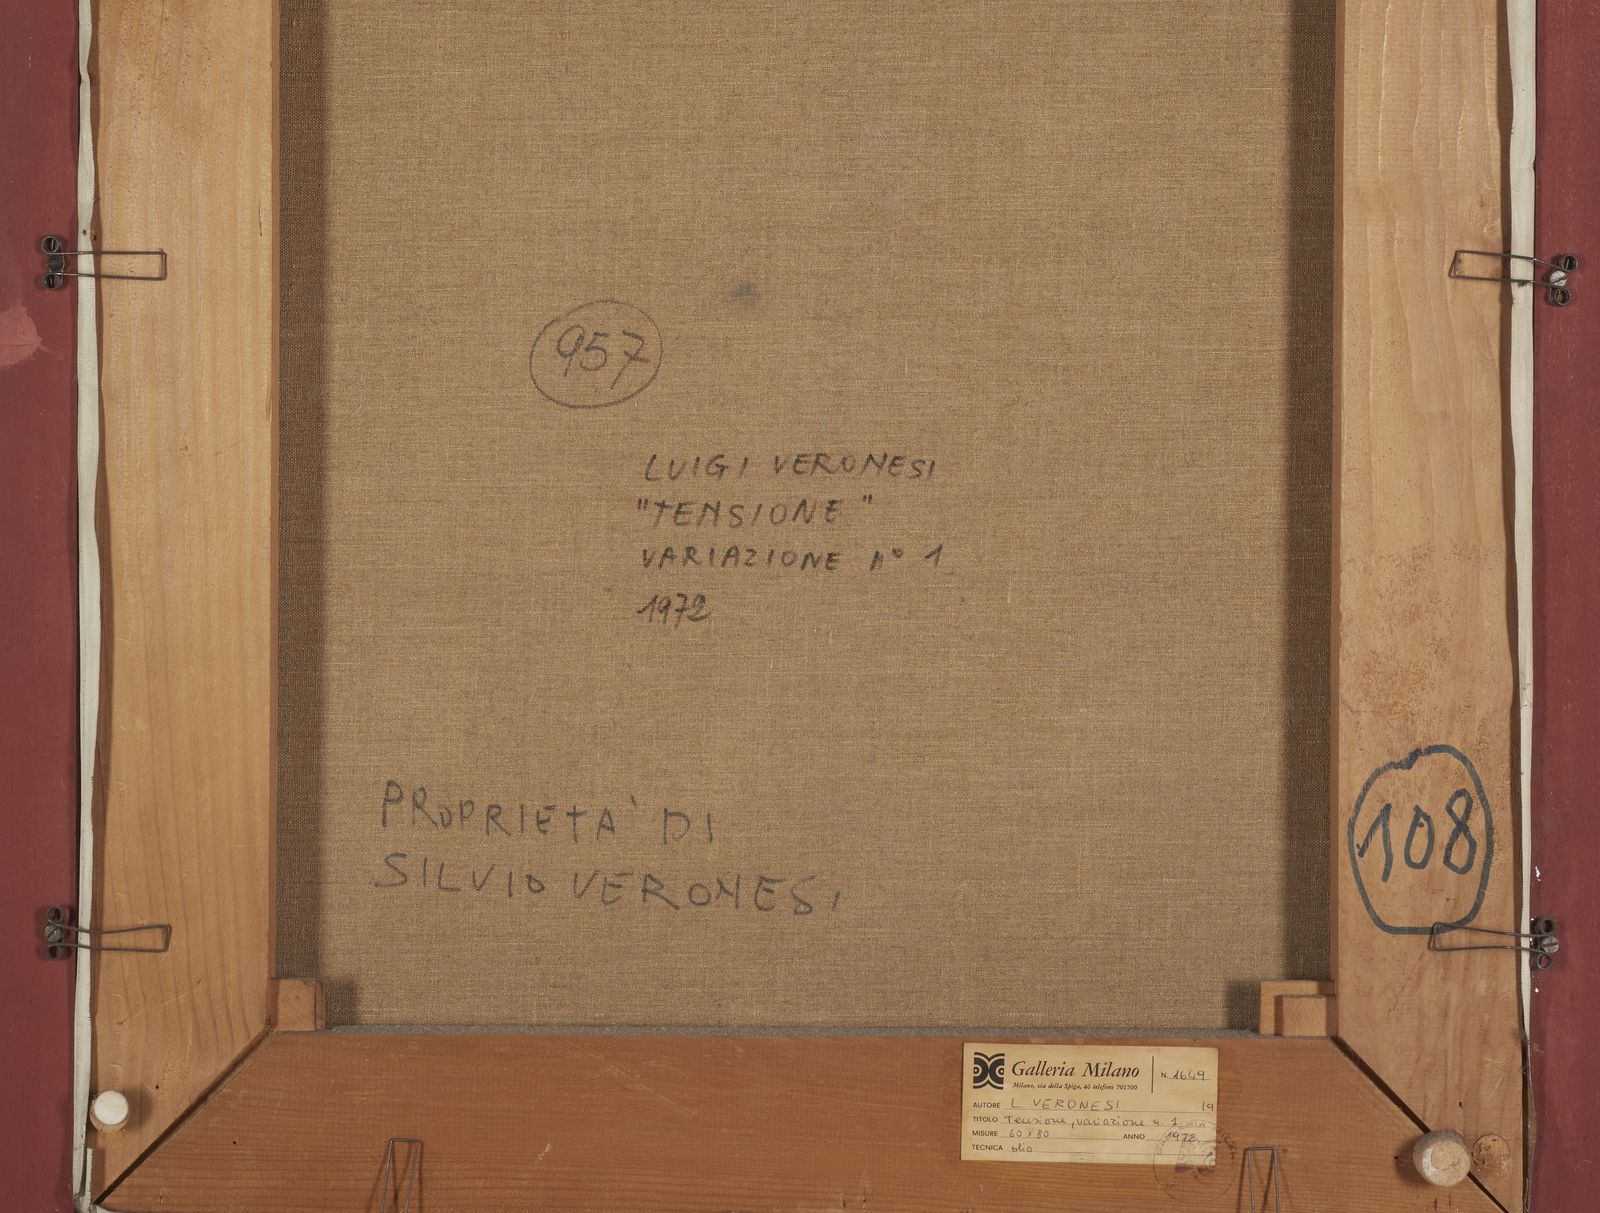 957
LUIGI VERONESI
"TENSIONE"
VARIAZIONE n° 1
1972
PROPRIETA' DI
SILVIO VERONESI
108
Galleria Milano
Milano, via della Spiga, 46 telefono 701700
N. 1649
AUTORE L. VERONESI
TITOLO Tensione, variazione n. 1
MISURE 60 x 80 ANNO 1972
TECNICA olio